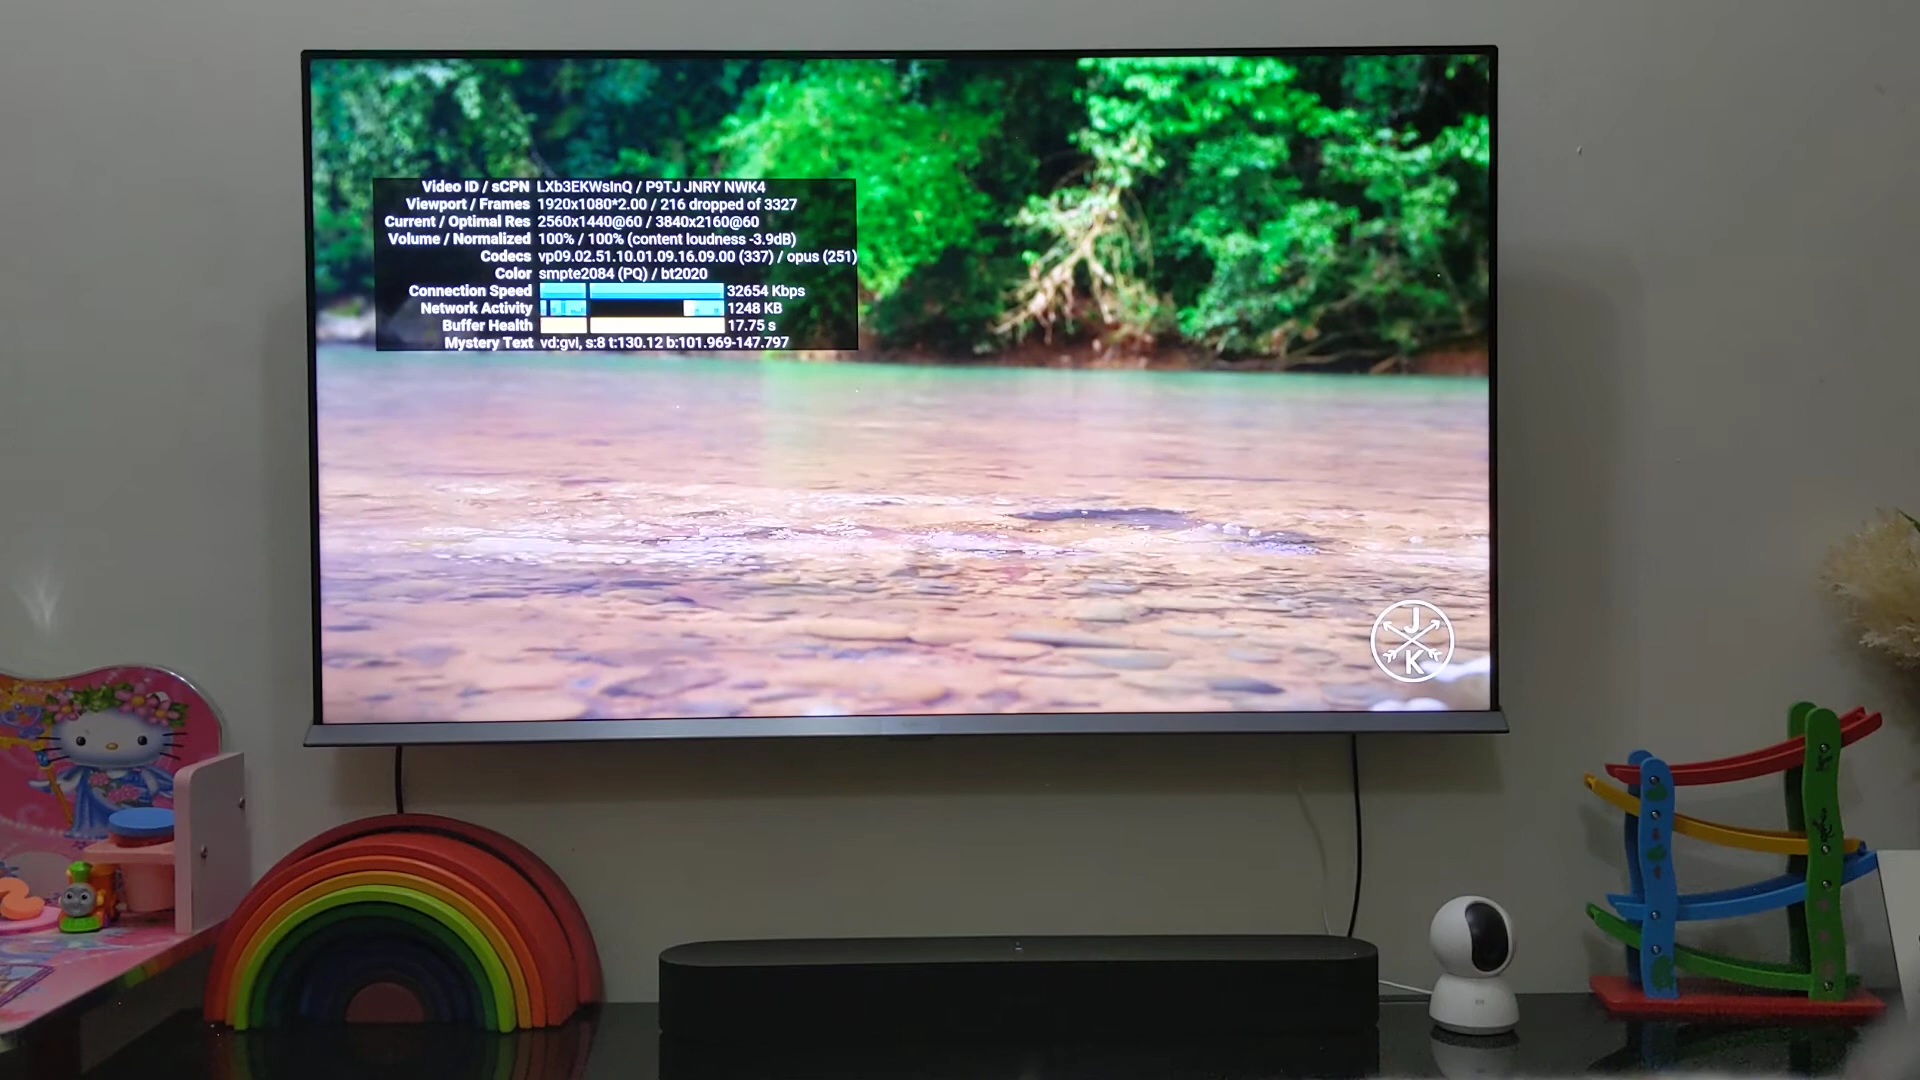 Video ID / sCPN LXb3EKWsInQ / P9TJ JNRY NWK4
Viewport / Frames 1920x1080*2.00 / 216 dropped of 3327
Current / Optimal Res 2560x1440@60 / 3840x2160@60
Volume / Normalized 100% / 100% (content loudness -3.9dB)
Codecs vp09.02.51.10.01.09.16.09.00 (337) / opus (251)
Color smpte2084 (PQ) / bt2020
Connection Speed 32654 Kbps
Network Activity 1248 KB
Buffer Health 17.75 s
Mystery Text vd:gvi, s:8 t:130.12 b:101.969-147.797
J
K